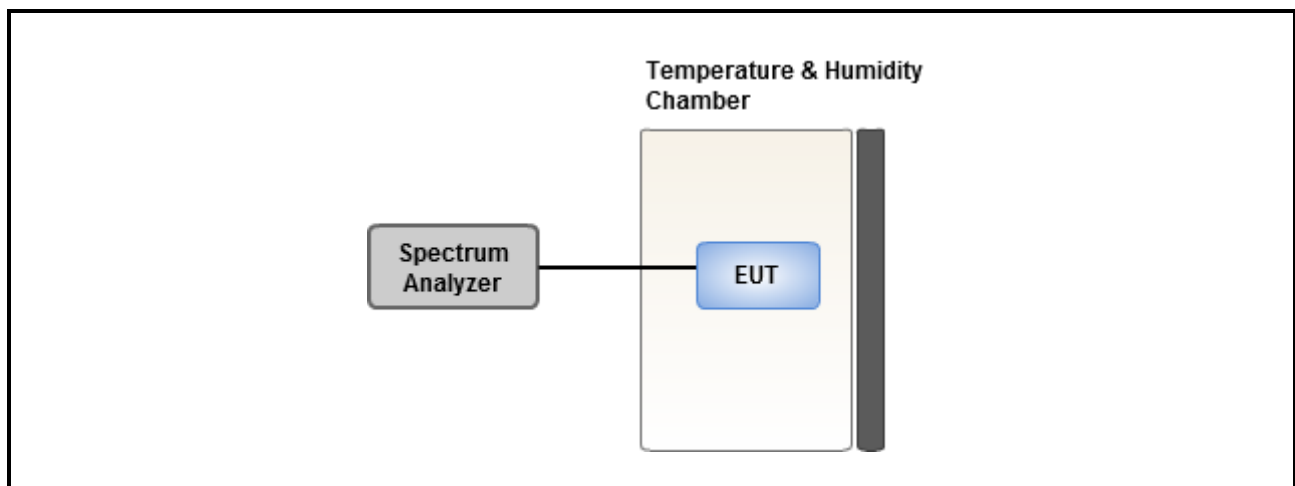 Temperature & Humidity
Chamber
Spectrum
Analyzer
EUT